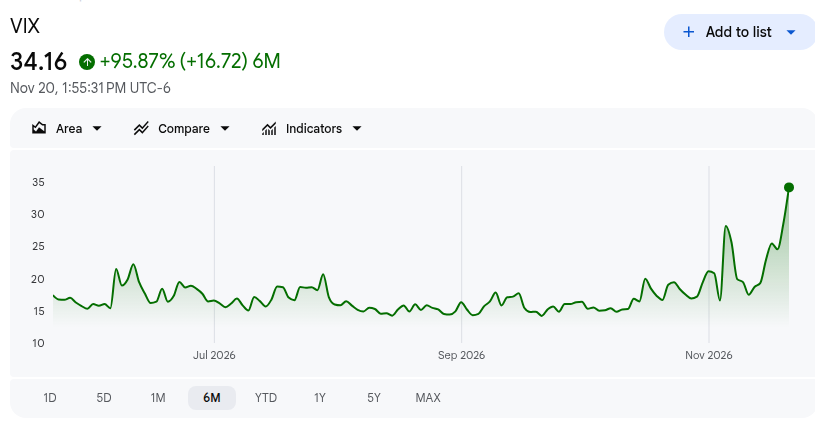 VIX
Add to list
34.16 +95.87% (+16.72) 6M
Nov 20, 1:55:31 PM UTC-6
Area Compare Indicators
35
30
25
20
15
10
Jul 2026 Sep 2026 Nov 2026
1D 5D 1M 6M YTD 1Y 5Y MAX